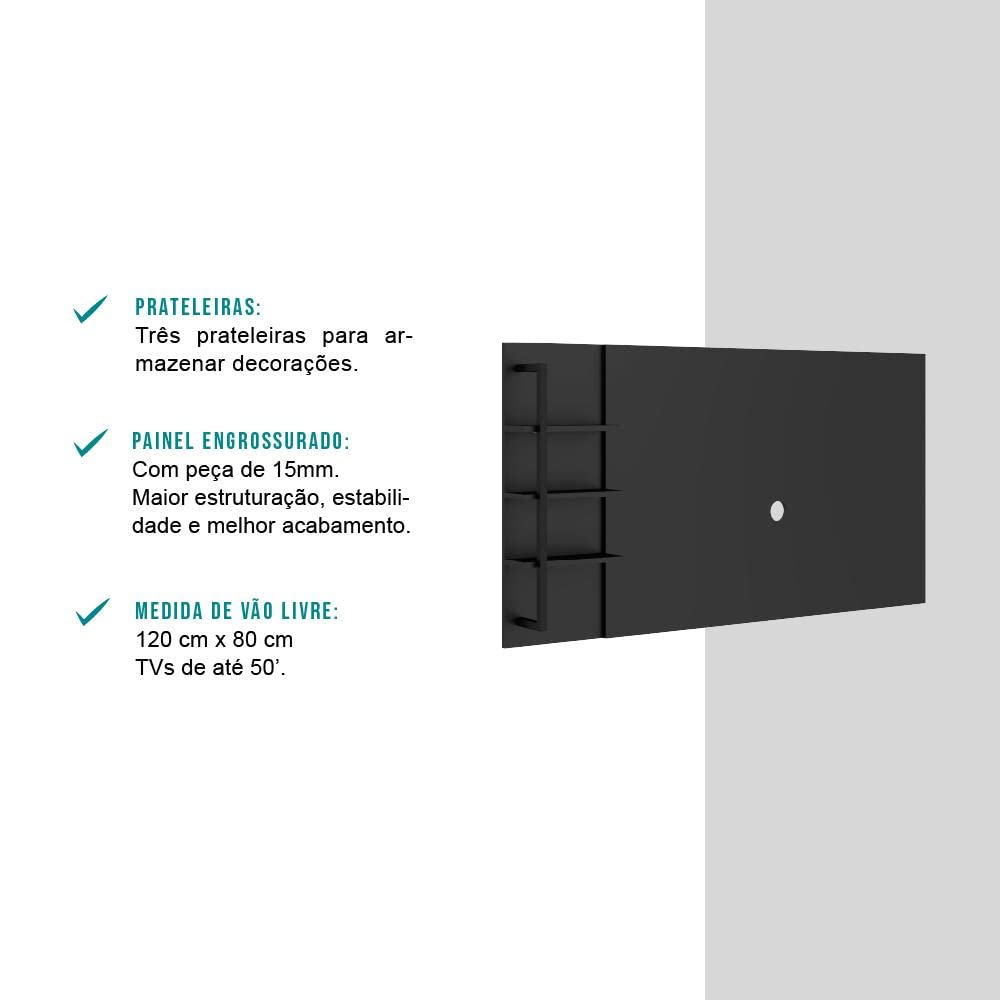 PRATELEIRAS:
Três prateleiras para ar-
mazenar decorações.
PAINEL ENGROSSURADO:
Com peça de 15mm.
Maior estruturação, estabili-
dade e melhor acabamento.
MEDIDA DE VÃO LIVRE:
120 cm x 80 cm
TVs de até 50’.